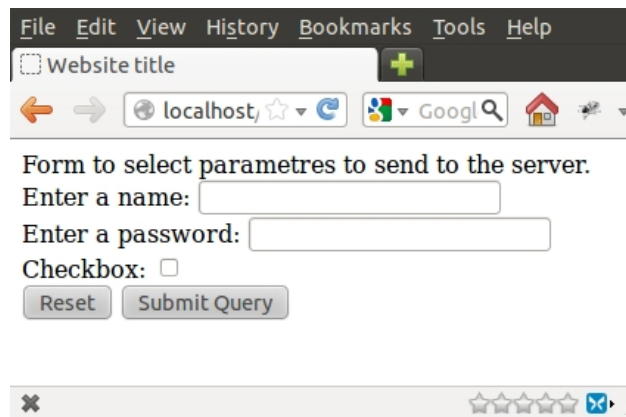 File Edit View History Bookmarks Tools Help
Website title
localhost/ Googl
Form to select parametres to send to the server.
Enter a name:
Enter a password:
Checkbox:
Reset Submit Query